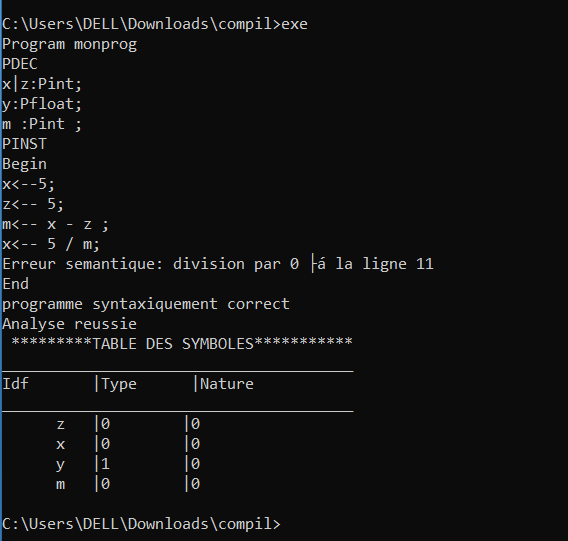 C:\Users\DELL\Downloads\compil>exe
Program monprog
PDEC
x|z:Pint;
y:Pfloat;
m :Pint ;
PINST
Begin
x<--5;
z<-- 5;
m<-- x - z ;
x<-- 5 / m;
Erreur semantique: division par 0 ├á la ligne 11
End
programme syntaxiquement correct
Analyse reussie
*********TABLE DES SYMBOLES***********
______________________________________
Idf |Type |Nature
______________________________________
z |0 |0
x |0 |0
y |1 |0
m |0 |0
C:\Users\DELL\Downloads\compil>